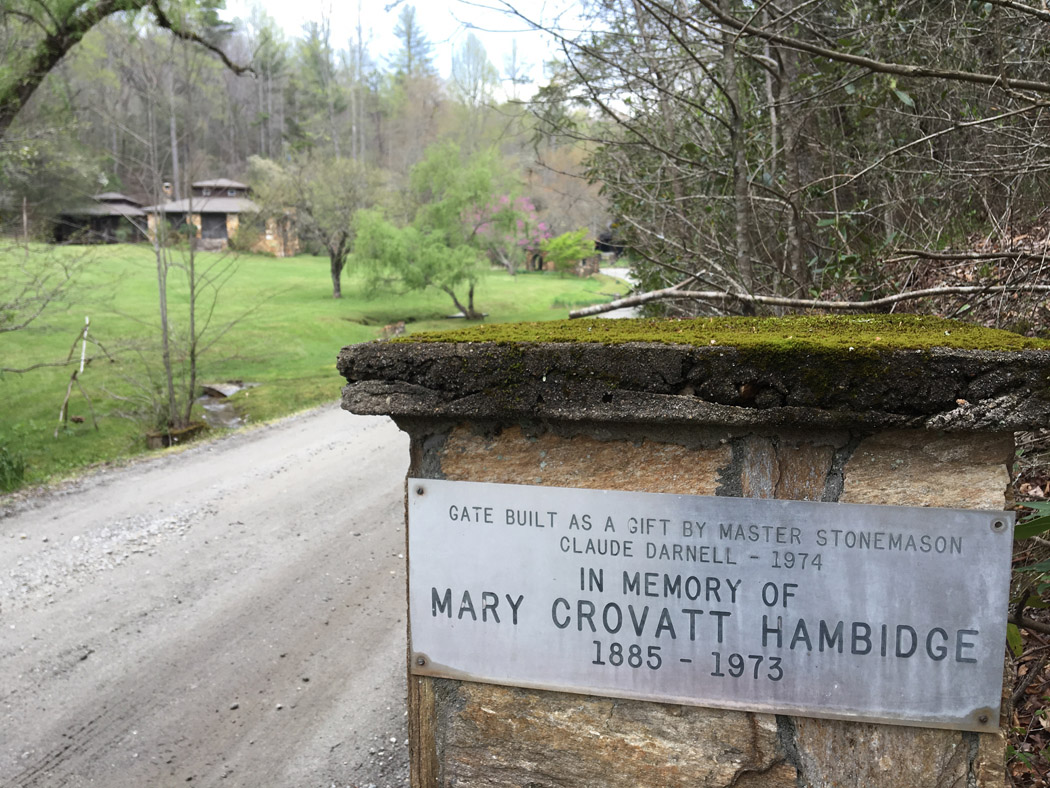 GATE BUILT AS A GIFT BY MASTER STONEMASON
CLAUDE DARNELL - 1974
IN MEMORY OF
MARY CROVATT HAMBIDGE
1885 - 1973